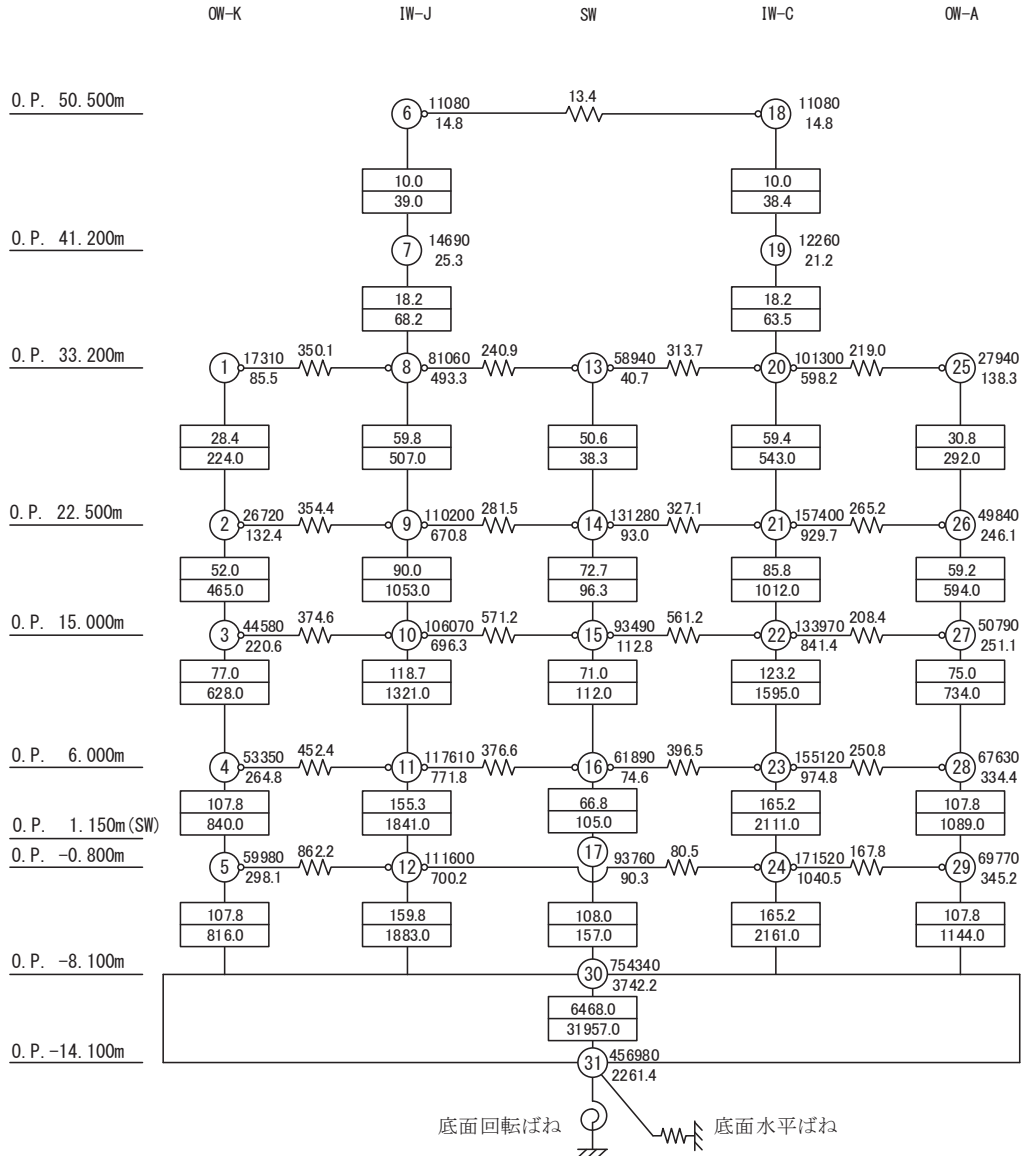 OW-K IW-J SW IW-C OW-A
O.P. 50.500m 6 11080 13.4 18 11080
14.8 14.8
10.0 10.0
39.0 38.4
O.P. 41.200m 7 14690 19 12260
25.3 21.2
18.2 18.2
68.2 63.5
O.P. 33.200m 1 17310 350.1 8 81060 240.9 13 58940 313.7 20 101300 219.0 25 27940
85.5 493.3 40.7 598.2 138.3
28.4 59.8 50.6 59.4 30.8
224.0 507.0 38.3 543.0 292.0
O.P. 22.500m 2 26720 354.4 9 110200 281.5 14 131280 327.1 21 157400 265.2 26 49840
132.4 670.8 93.0 929.7 246.1
52.0 90.0 72.7 85.8 59.2
465.0 1053.0 96.3 1012.0 594.0
O.P. 15.000m 3 44580 374.6 10 106070 571.2 15 93490 561.2 22 133970 208.4 27 50790
220.6 696.3 112.8 841.4 251.1
77.0 118.7 71.0 123.2 75.0
628.0 1321.0 112.0 1595.0 734.0
O.P. 6.000m 4 53350 452.4 11 117610 376.6 16 61890 396.5 23 155120 250.8 28 67630
264.8 771.8 74.6 974.8 334.4
107.8 155.3 66.8 165.2 107.8
840.0 1841.0 105.0 2111.0 1089.0
O.P. 1.150m(SW) 17
O.P. -0.800m 5 59980 862.2 12 111600 93760 80.5 24 171520 167.8 29 69770
298.1 700.2 90.3 1040.5 345.2
107.8 159.8 108.0 165.2 107.8
816.0 1883.0 157.0 2161.0 1144.0
O.P. -8.100m 30 754340
3742.2
6468.0
31957.0
O.P.-14.100m 31 456980
2261.4
底面回転ばね 底面水平ばね